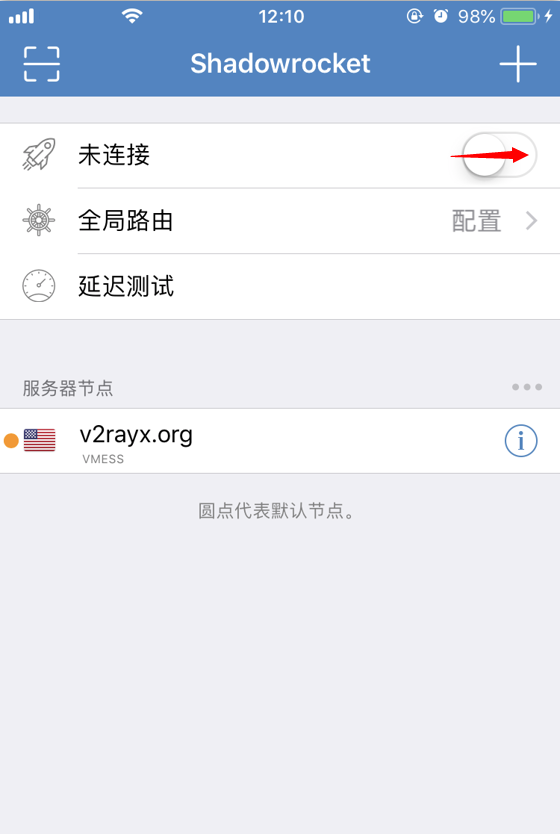 12:10
98%
Shadowrocket
未连接
全局路由
配置
延迟测试
服务器节点
v2rayx.org
VMESS
圆点代表默认节点。